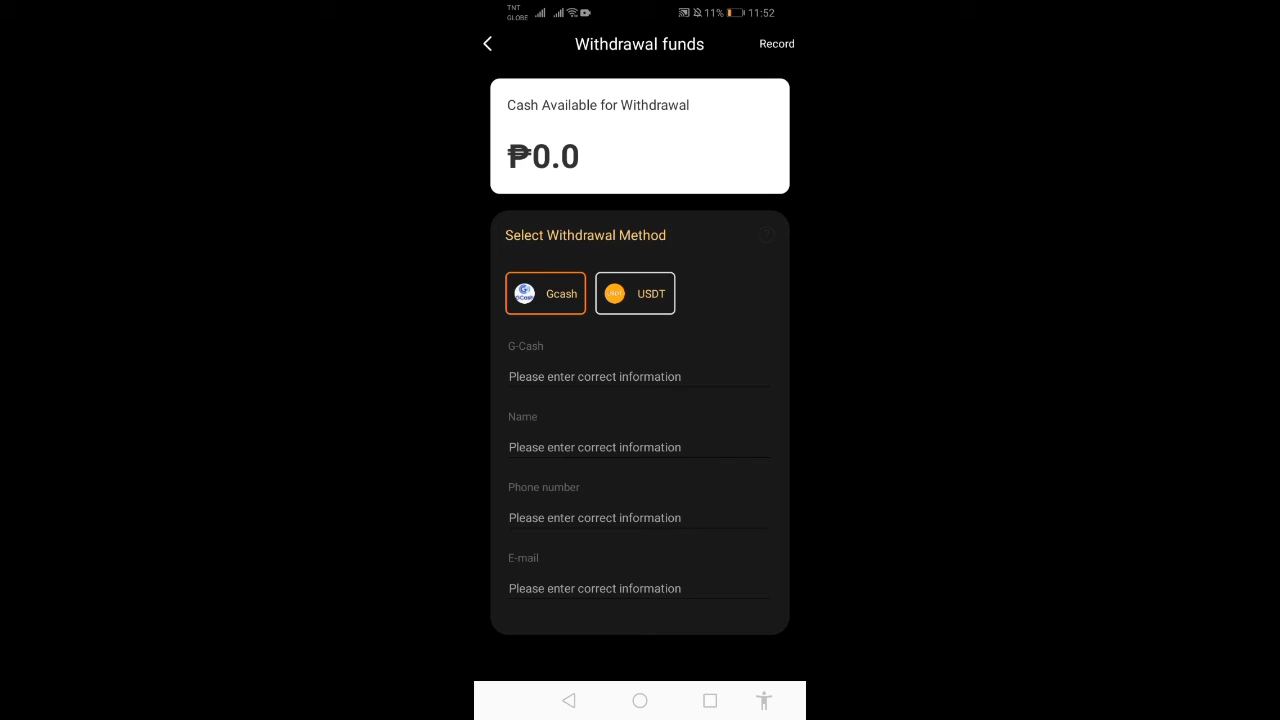 TNT
GLOBE
11% 11:52
Withdrawal funds
Record
Cash Available for Withdrawal
₱0.0
Select Withdrawal Method
?
GCash Gcash
USDT
G-Cash
Please enter correct information
Name
Please enter correct information
Phone number
Please enter correct information
E-mail
Please enter correct information